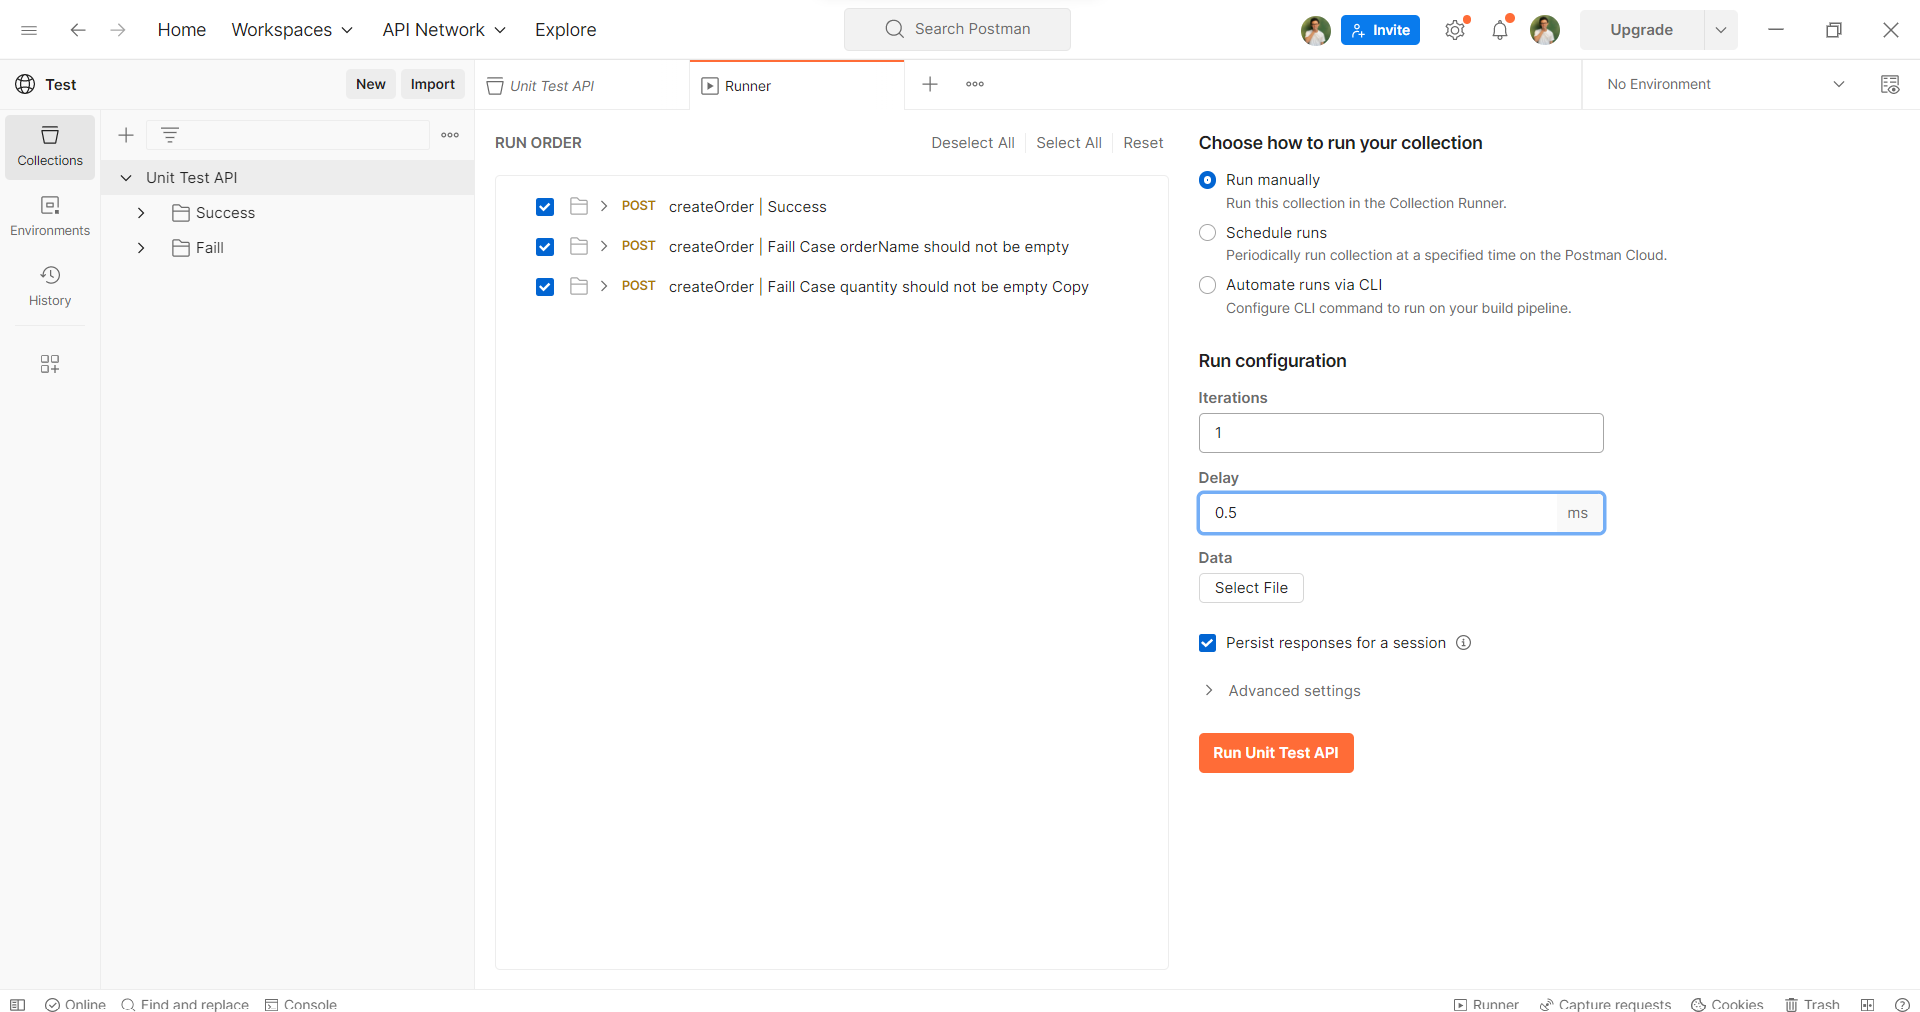 Home
Workspaces
API Network
Explore
Search Postman
Invite
Upgrade
Test
New
Import
Unit Test API
Runner
No Environment
Collections
Environments
History
Unit Test API
Success
Faill
RUN ORDER
Deselect All
Select All
Reset
POST createOrder | Success
POST createOrder | Faill Case orderName should not be empty
POST createOrder | Faill Case quantity should not be empty Copy
Choose how to run your collection
Run manually
Run this collection in the Collection Runner.
Schedule runs
Periodically run collection at a specified time on the Postman Cloud.
Automate runs via CLI
Configure CLI command to run on your build pipeline.
Run configuration
Iterations
1
Delay
0.5 ms
Data
Select File
Persist responses for a session
Advanced settings
Run Unit Test API
Online
Find and replace
Console
Runner
Capture requests
Cookies
Trash